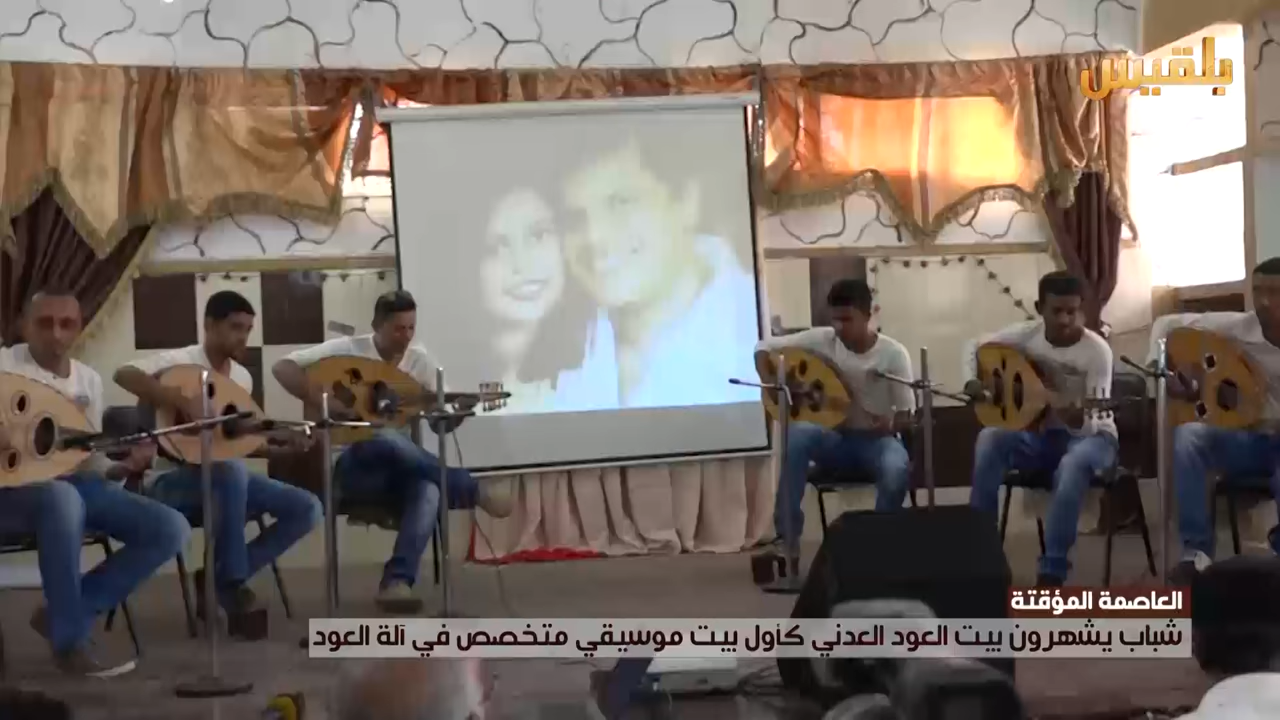 بلقيس
العاصمة المؤقتة
شباب يشهرون بيت العود العدني كأول بيت موسيقي متخصص في آلة العود